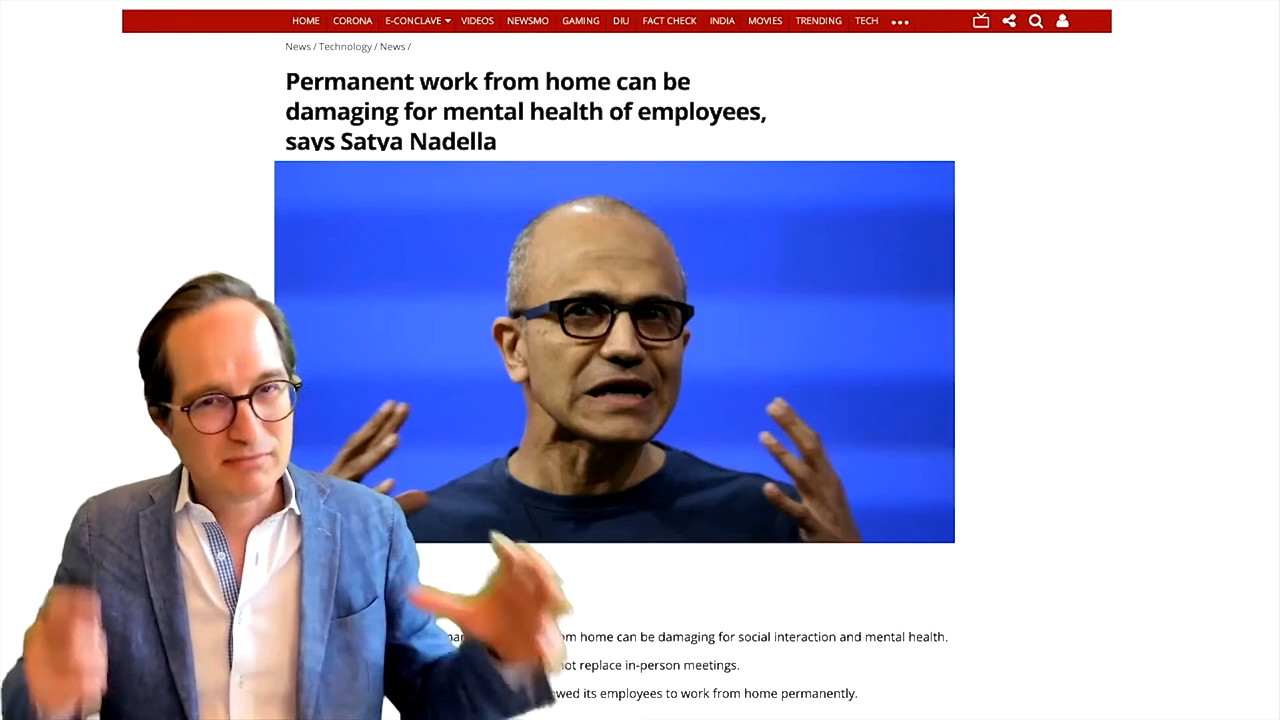 HOME CORONA E-CONCLAVE VIDEOS NEWSMO GAMING DIU FACT CHECK INDIA MOVIES TRENDING TECH
News / Technology / News /
Permanent work from home can be
damaging for mental health of employees,
says Satya Nadella
om home can be damaging for social interaction and mental health.
not replace in-person meetings.
wed its employees to work from home permanently.